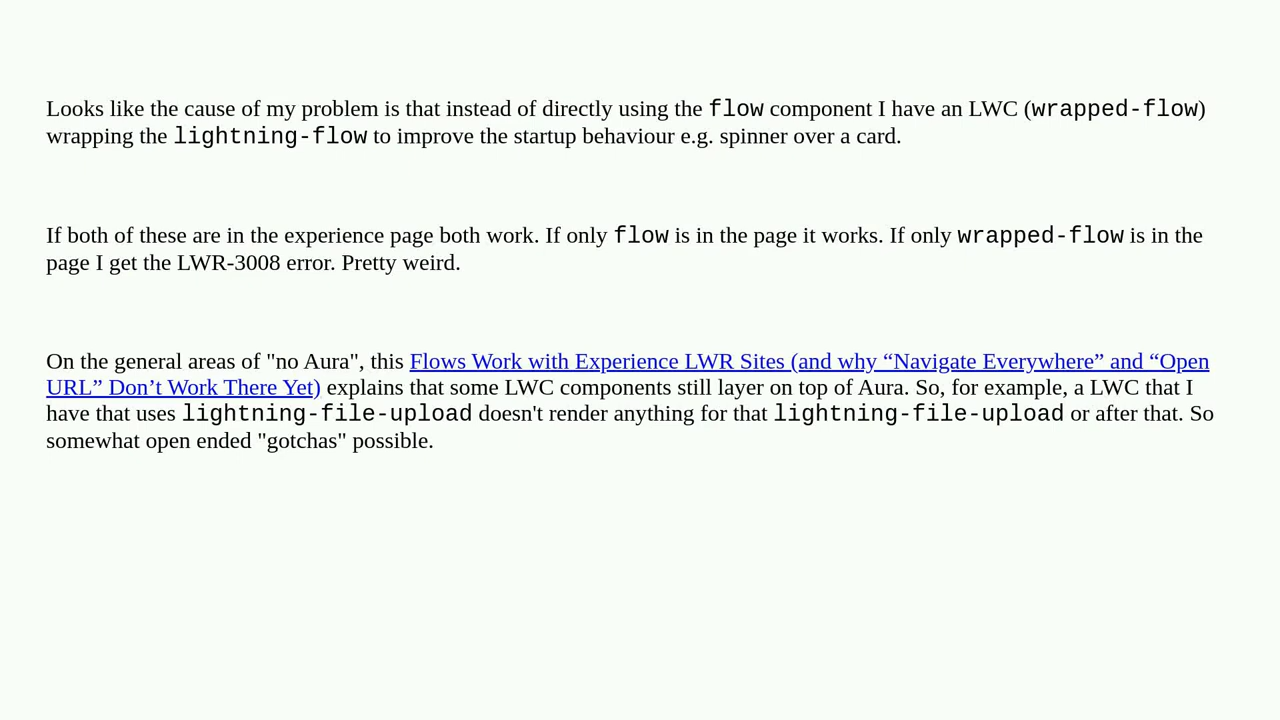 Looks like the cause of my problem is that instead of directly using the flow component I have an LWC (wrapped-flow)
wrapping the lightning-flow to improve the startup behaviour e.g. spinner over a card.
If both of these are in the experience page both work. If only flow is in the page it works. If only wrapped-flow is in the
page I get the LWR-3008 error. Pretty weird.
On the general areas of "no Aura", this Flows Work with Experience LWR Sites (and why “Navigate Everywhere” and “Open
URL” Don’t Work There Yet) explains that some LWC components still layer on top of Aura. So, for example, a LWC that I
have that uses lightning-file-upload doesn't render anything for that lightning-file-upload or after that. So
somewhat open ended "gotchas" possible.